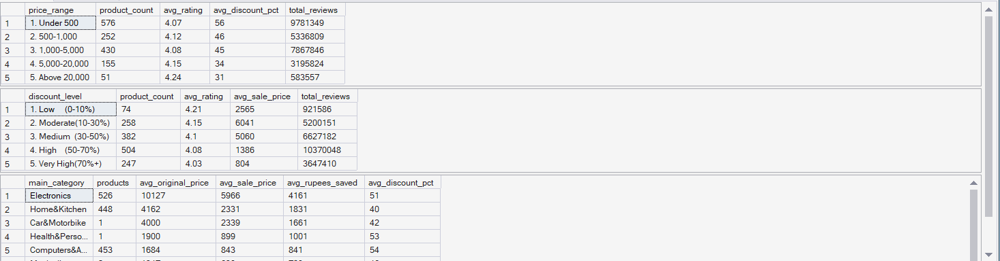 price_range product_count avg_rating avg_discount_pct total_reviews
1 1. Under 500 576 4.07 56 9781349
2 2. 500-1,000 252 4.12 46 5336809
3 3. 1,000-5,000 430 4.08 45 7867846
4 4. 5,000-20,000 155 4.15 34 3195824
5 5. Above 20,000 51 4.24 31 583557
discount_level product_count avg_rating avg_sale_price total_reviews
1 1. Low (0-10%) 74 4.21 2565 921586
2 2. Moderate(10-30%) 258 4.15 6041 5200151
3 3. Medium (30-50%) 382 4.1 5060 6627182
4 4. High (50-70%) 504 4.08 1386 10370048
5 5. Very High(70%+) 247 4.03 804 3647410
main_category products avg_original_price avg_sale_price avg_rupees_saved avg_discount_pct
1 Electronics 526 10127 5966 4161 51
2 Home&Kitchen 448 4162 2331 1831 40
3 Car&Motorbike 1 4000 2339 1661 42
4 Health&Perso... 1 1900 899 1001 53
5 Computers&A... 453 1684 843 841 54